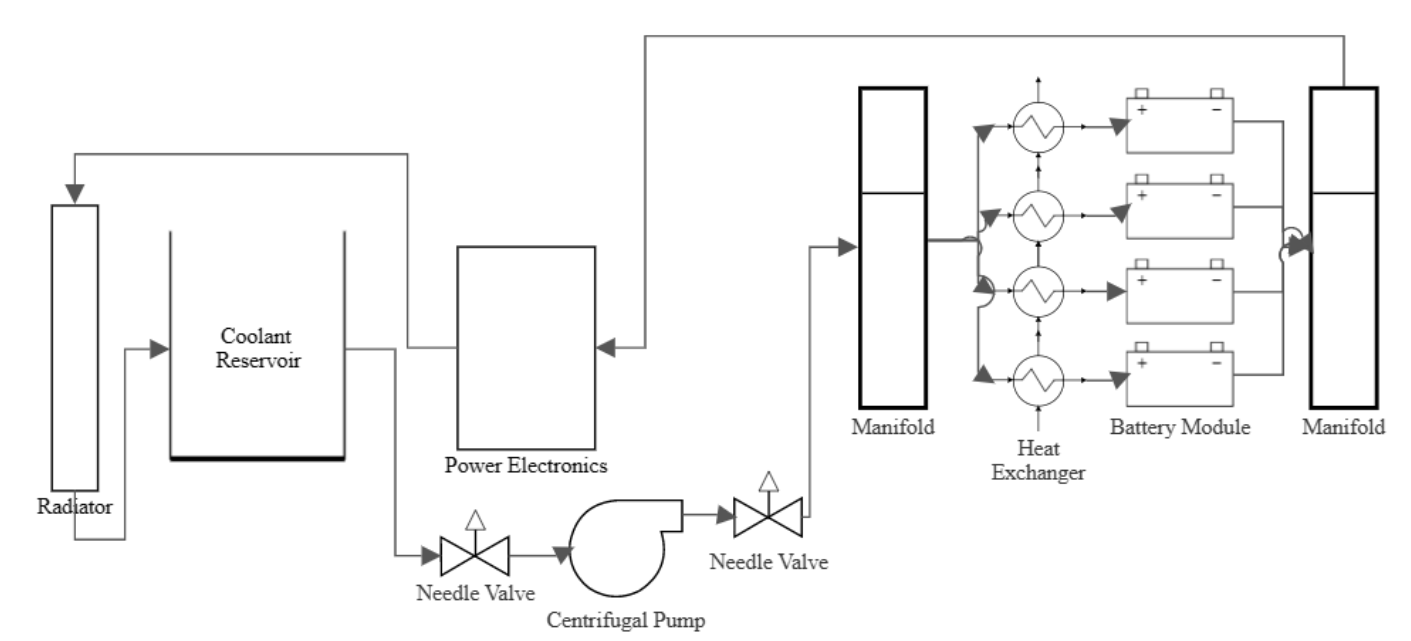 + −
+ −
Coolant
Reservoir
+ −
+ −
Manifold
Battery Module
Manifold
Heat
Exchanger
Power Electronics
Radiator
Needle Valve
Needle Valve
Centrifugal Pump